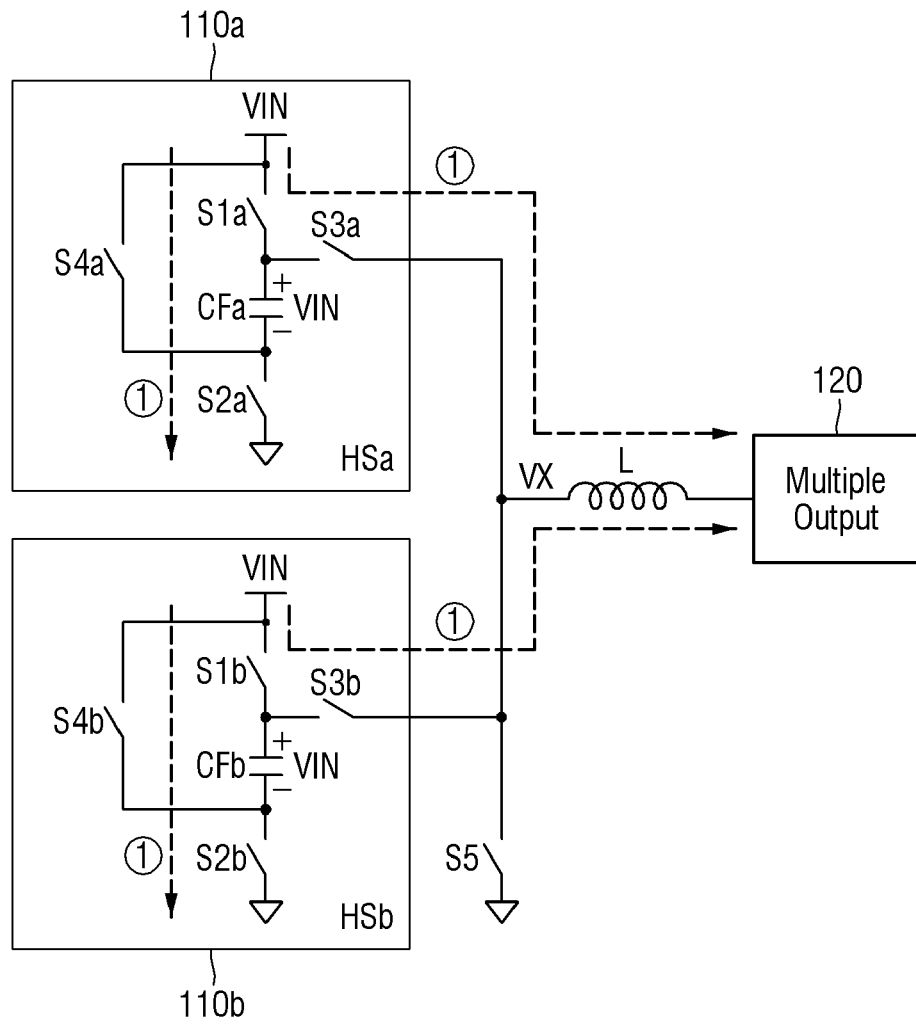 110a
VIN
①
S1a
S3a
S4a
+
CFa
VIN
−
①
S2a
HSa
120
VX
L
Multiple
Output
VIN
①
S1b
S3b
S4b
+
CFb
VIN
−
①
S2b
S5
HSb
110b